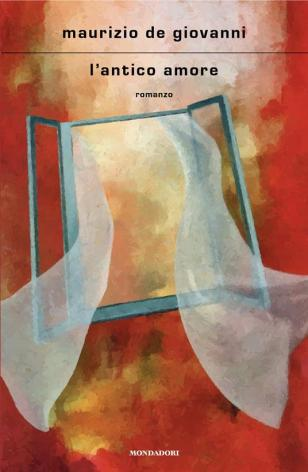 maurizio de giovanni
l'antico amore
romanzo
MONDADORI